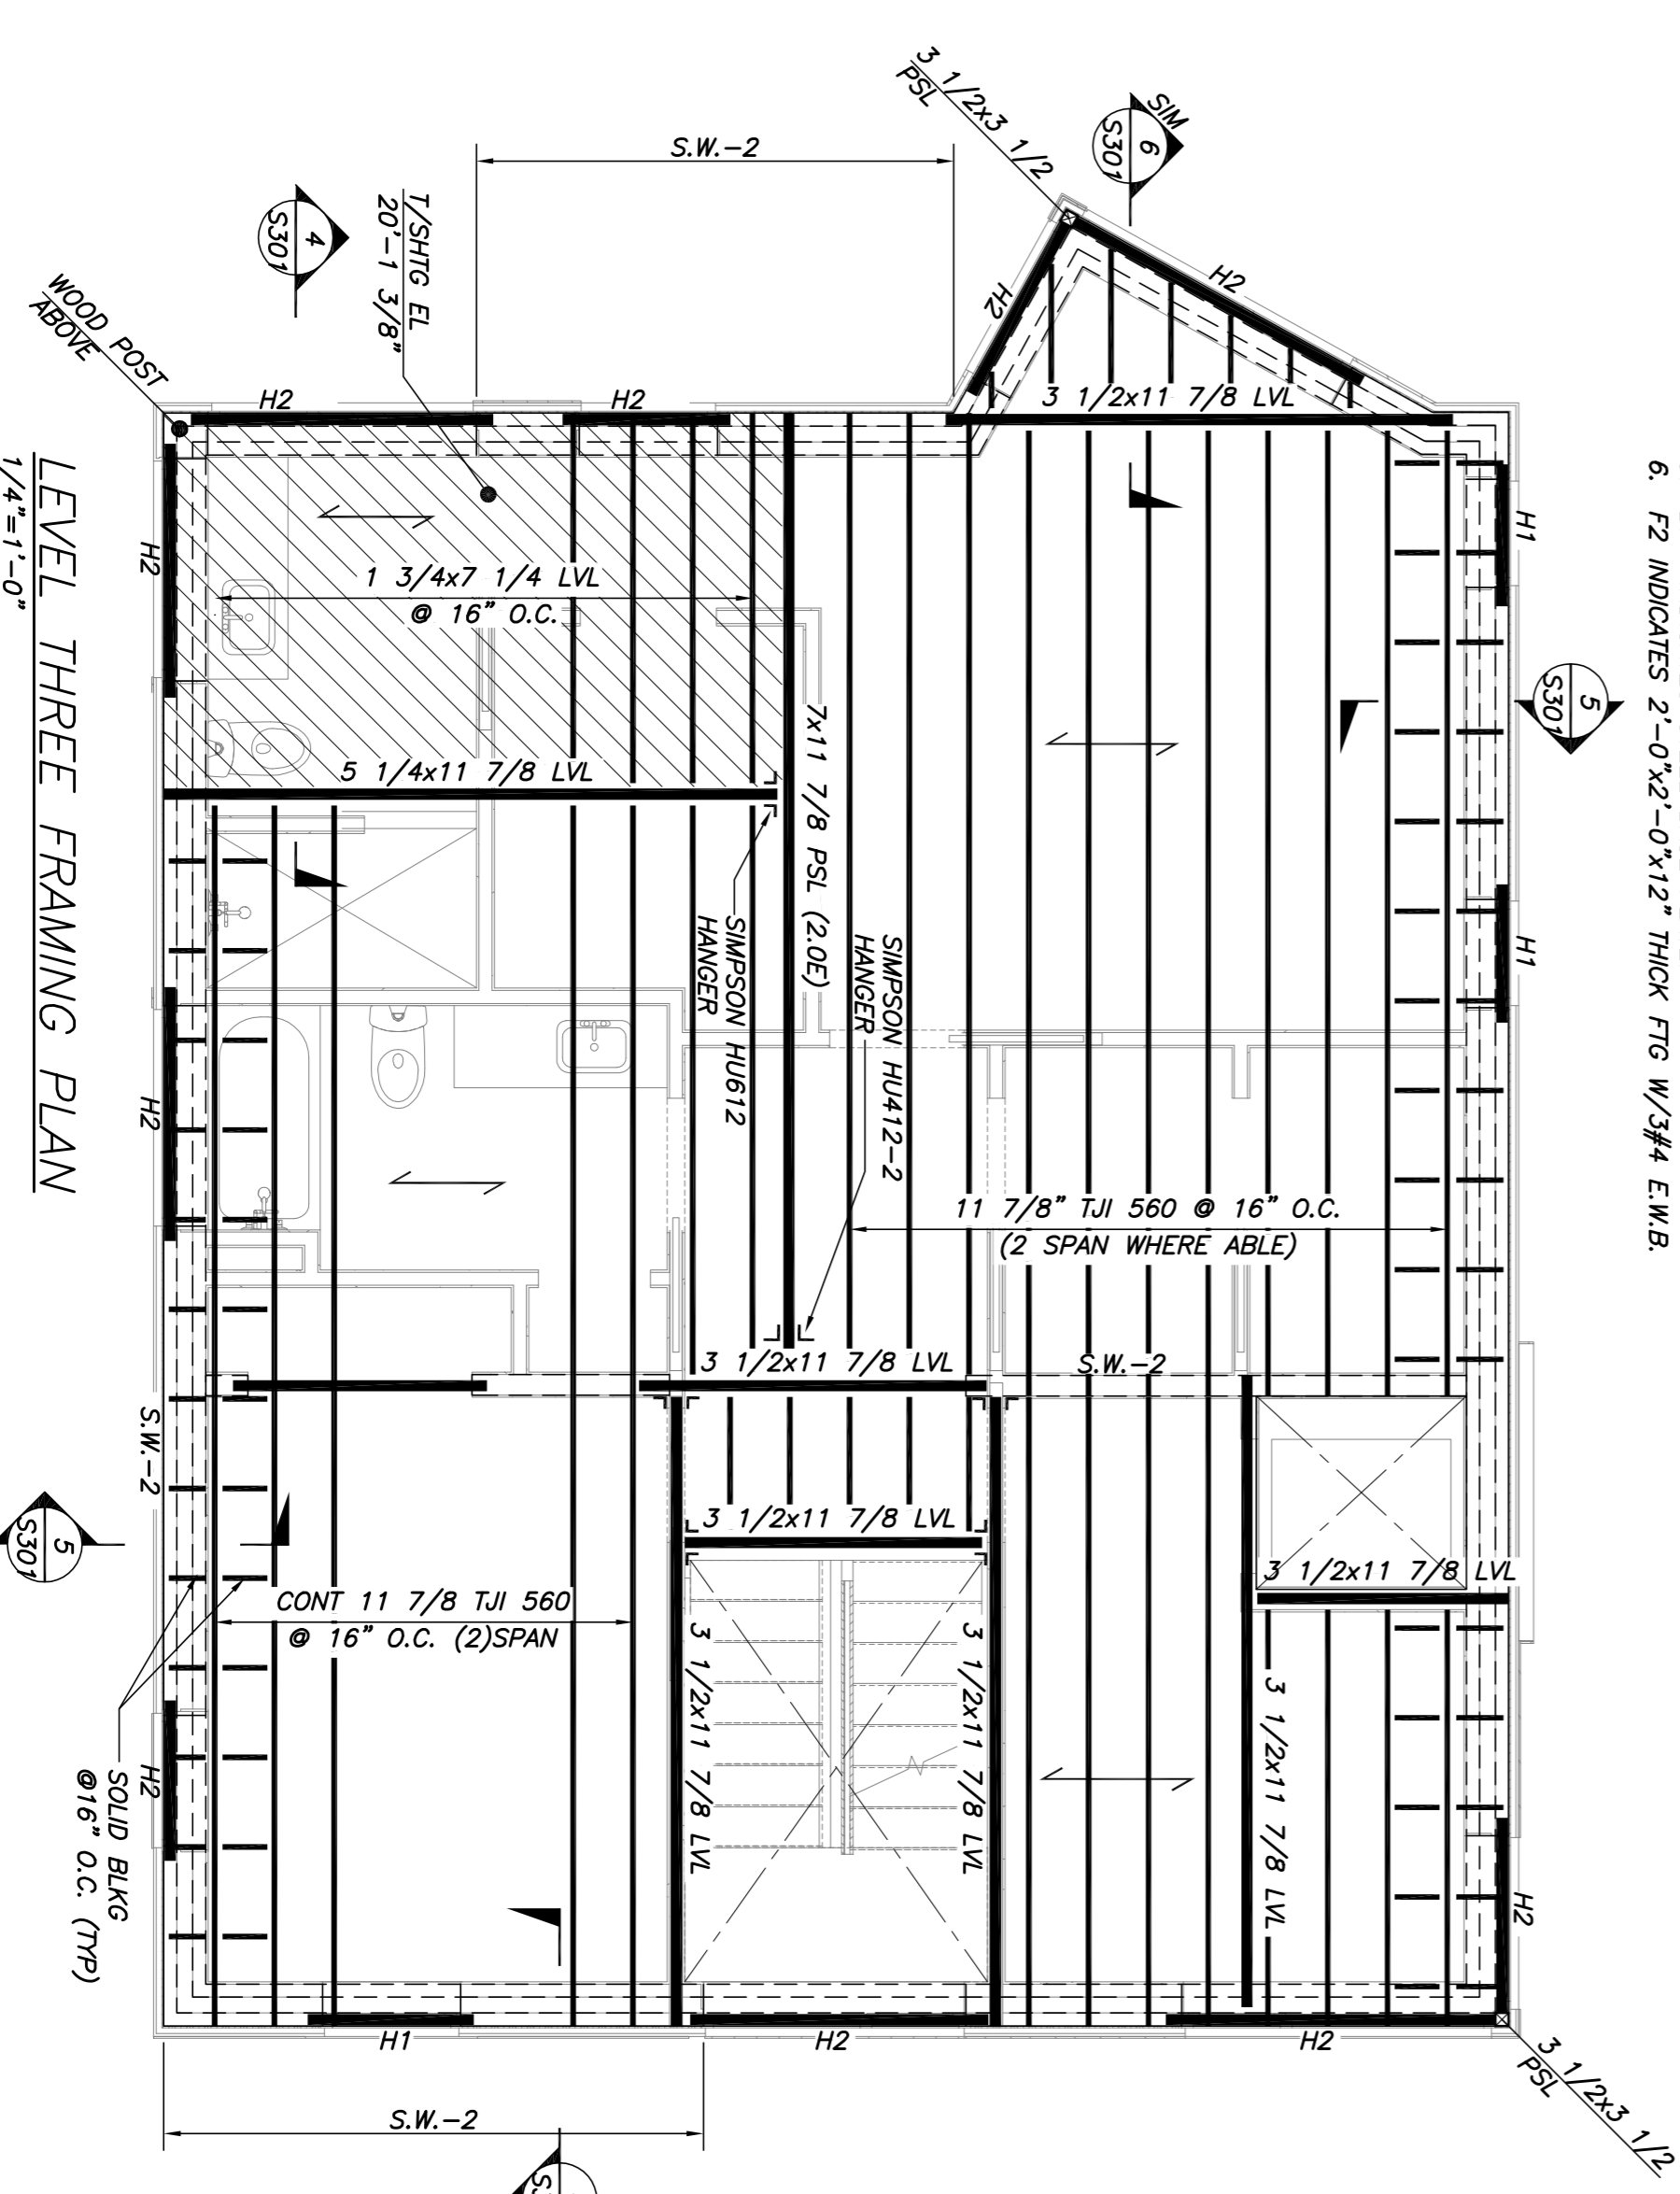 6. F2 INDICATES 2'-0"x2'-0"x12" THICK FTG W/3#4 E.W.B.
3 1/2x3 1/2
PSL
SIM
6
S301
S.W.-2
T/SHTG EL
20'-1 3/8"
4
S301
WOOD POST
ABOVE
H2
H2
H2
H2
3 1/2x11 7/8 LVL
H1
5
S301
H1
1 3/4x7 1/4 LVL
@ 16" O.C.
H2
5 1/4x11 7/8 LVL
7x11 7/8 PSL (2.0E)
SIMPSON HU612
HANGER
SIMPSON HU412-2
HANGER
11 7/8" TJI 560 @ 16" O.C.
(2 SPAN WHERE ABLE)
H2
3 1/2x11 7/8 LVL
S.W.-2
S.W.-2
3 1/2x11 7/8 LVL
3 1/2x11 7/8 LVL
CONT 11 7/8 TJI 560
@ 16" O.C. (2)SPAN
3 1/2x11 7/8 LVL
3 1/2x11 7/8 LVL
3 1/2x11 7/8 LVL
5
S301
H2
SOLID BLKG
@16" O.C. (TYP)
H2
H1
H2
H2
3 1/2x3 1/2
PSL
S.W.-2
LEVEL THREE FRAMING PLAN
1/4"=1'-0"